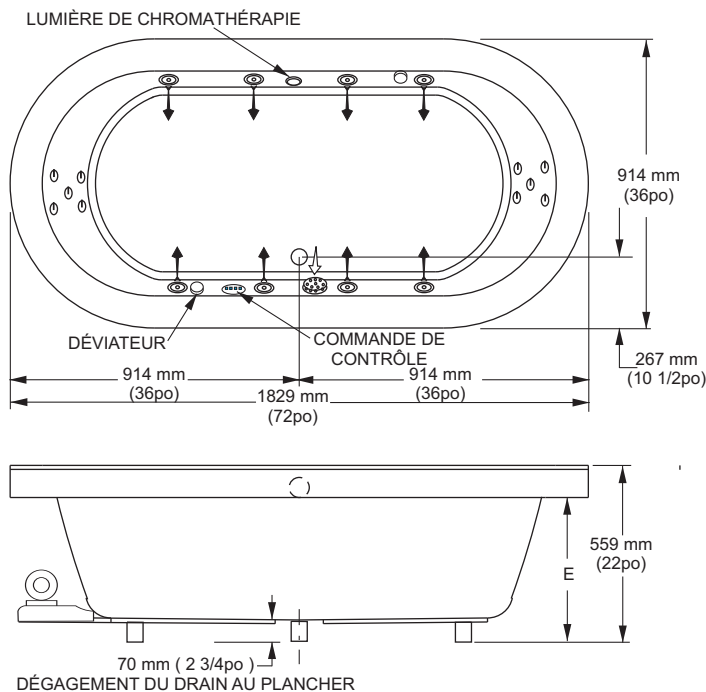 LUMIÈRE DE CHROMATHÉRAPIE
914 mm
(36po)
DÉVIATEUR
COMMANDE DE
CONTRÔLE
267 mm
(10 1/2po)
914 mm
(36po)
914 mm
(36po)
1829 mm
(72po)
559 mm
(22po)
E
70 mm ( 2 3/4po )
DÉGAGEMENT DU DRAIN AU PLANCHER